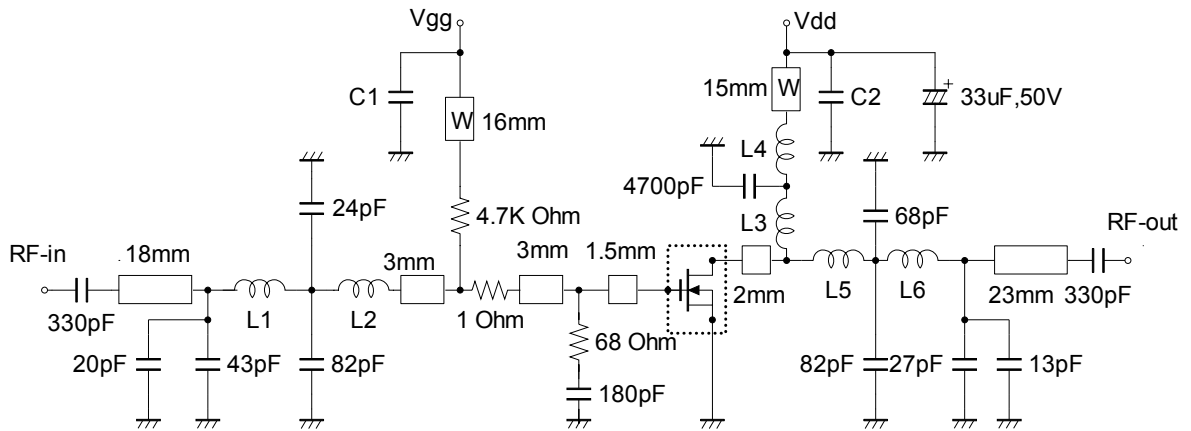 Vgg
Vdd
C1
W
16mm
15mm
W
C2
+
33uF,50V
L4
4700pF
24pF
4.7K Ohm
L3
68pF
RF-in
18mm
3mm
3mm
1.5mm
RF-out
330pF
L1
L2
1 Ohm
2mm
L5
L6
23mm
330pF
20pF
43pF
82pF
68 Ohm
180pF
82pF
27pF
13pF